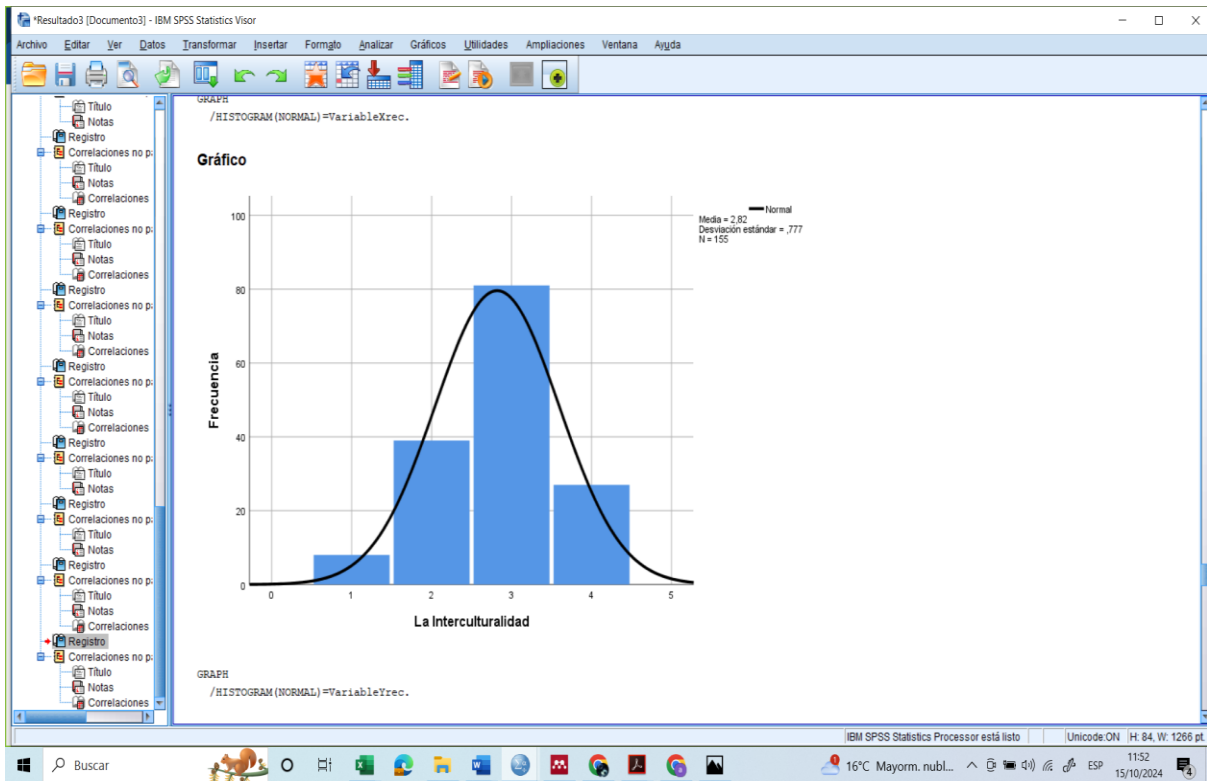 *Resultado3 [Documento3] - IBM SPSS Statistics Visor
Archivo Editar Ver Datos Transformar Insertar Formato Analizar Gráficos Utilidades Ampliaciones Ventana Ayuda
Título
Notas
Registro
Correlaciones no p
Título
Notas
Correlaciones
Registro
Correlaciones no p
Título
Notas
Correlaciones
Registro
Correlaciones no p
Título
Notas
Correlaciones
Registro
Correlaciones no p
Título
Notas
Correlaciones
Registro
Correlaciones no p
Título
Notas
Registro
Correlaciones no p
Título
Notas
Registro
Correlaciones no p
Título
Notas
Correlaciones
Registro
Correlaciones no p
Título
Notas
Correlaciones
GRAPH
/HISTOGRAM(NORMAL)=VariableXrec.
Gráfico
Normal
Media = 2,82
Desviación estándar = ,777
N = 155
Frecuencia
100
80
60
40
20
0
0 1 2 3 4 5
La Interculturalidad
GRAPH
/HISTOGRAM(NORMAL)=VariableYrec.
IBM SPSS Statistics Processor está listo Unicode:ON H: 84, W: 1266 pt.
Buscar
16°C Mayorm. nubl... ESP 11:52
15/10/2024
4